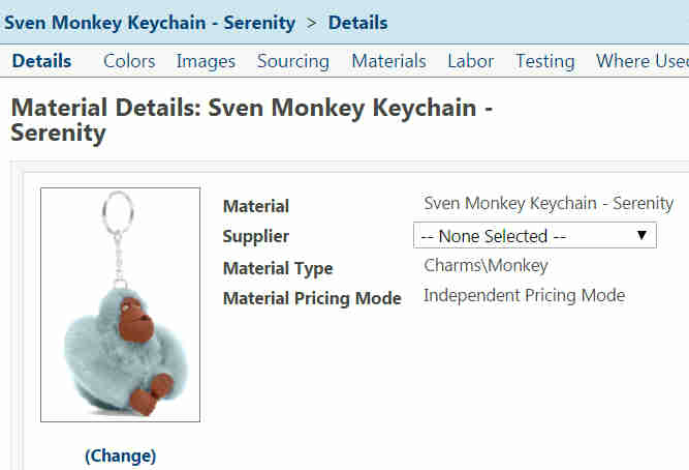 Sven Monkey Keychain - Serenity > Details
Details Colors Images Sourcing Materials Labor Testing Where Used
Material Details: Sven Monkey Keychain -
Serenity
Material Sven Monkey Keychain - Serenity
Supplier -- None Selected -- ▼
Material Type Charms\Monkey
Material Pricing Mode Independent Pricing Mode
(Change)